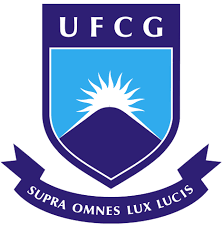 UFCG
SUPRA OMNES LUX LUCIS